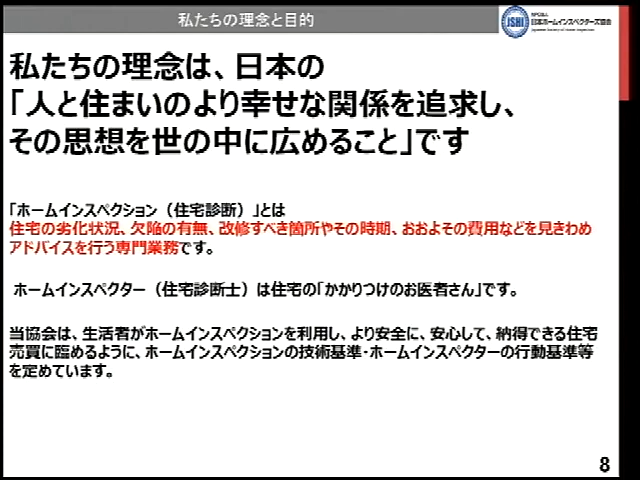 私たちの理念と目的
JSHI
日本ホームインスペクターズ協会
私たちの理念は、日本の
「人と住まいのより幸せな関係を追求し、
その思想を世の中に広めること」です
「ホームインスペクション（住宅診断）」とは
住宅の劣化状況、欠陥の有無、改修すべき箇所やその時期、おおよその費用などを見きわめ
アドバイスを行う専門業務です。
ホームインスペクター（住宅診断士）は住宅の「かかりつけのお医者さん」です。
当協会は、生活者がホームインスペクションを利用し、より安全に、安心して、納得できる住宅
売買に臨めるように、ホームインスペクションの技術基準・ホームインスペクターの行動基準等
を定めています。
8